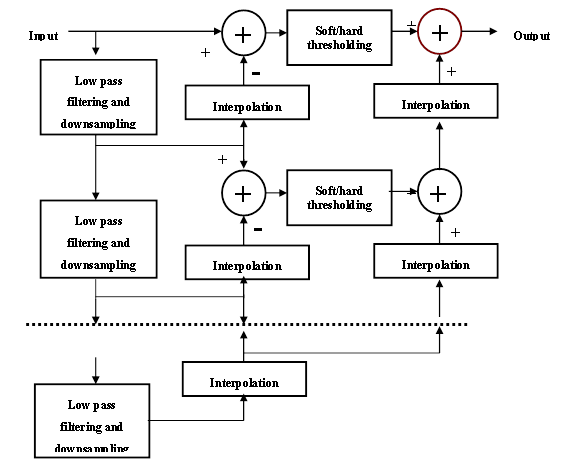 Input
+
+
Soft/hard
thresholding
+
+
Output
Low pass
filtering and
downsampling
-
Interpolation
+
Interpolation
+
+
Soft/hard
thresholding
+
+
Low pass
filtering and
downsampling
-
Interpolation
+
Interpolation
Interpolation
Low pass
filtering and
downsampling